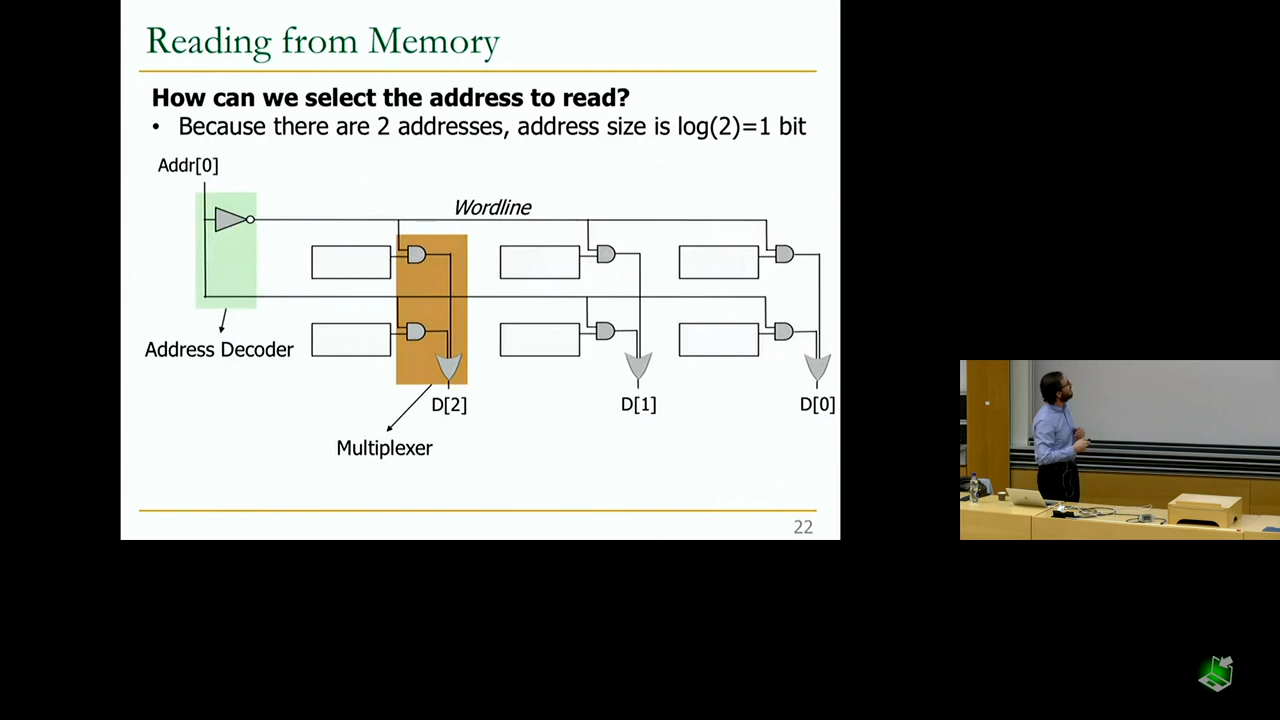 Reading from Memory
How can we select the address to read?
• Because there are 2 addresses, address size is log(2)=1 bit
Addr[0]
Wordline
Address Decoder
D[2]
D[1]
D[0]
Multiplexer
22